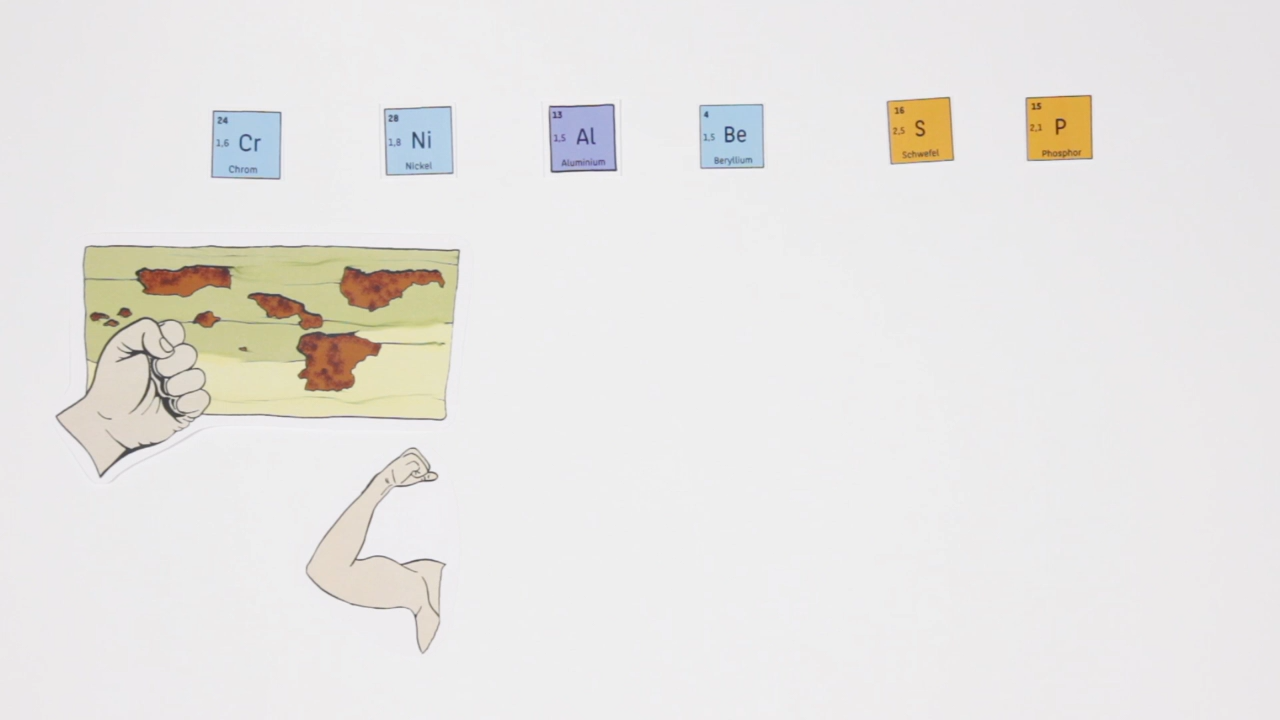 24
1,6 Cr
Chrom
28
1,8 Ni
Nickel
13
1,5 Al
Aluminium
4
1,5 Be
Beryllium
16
2,5 S
Schwefel
15
2,1 P
Phosphor